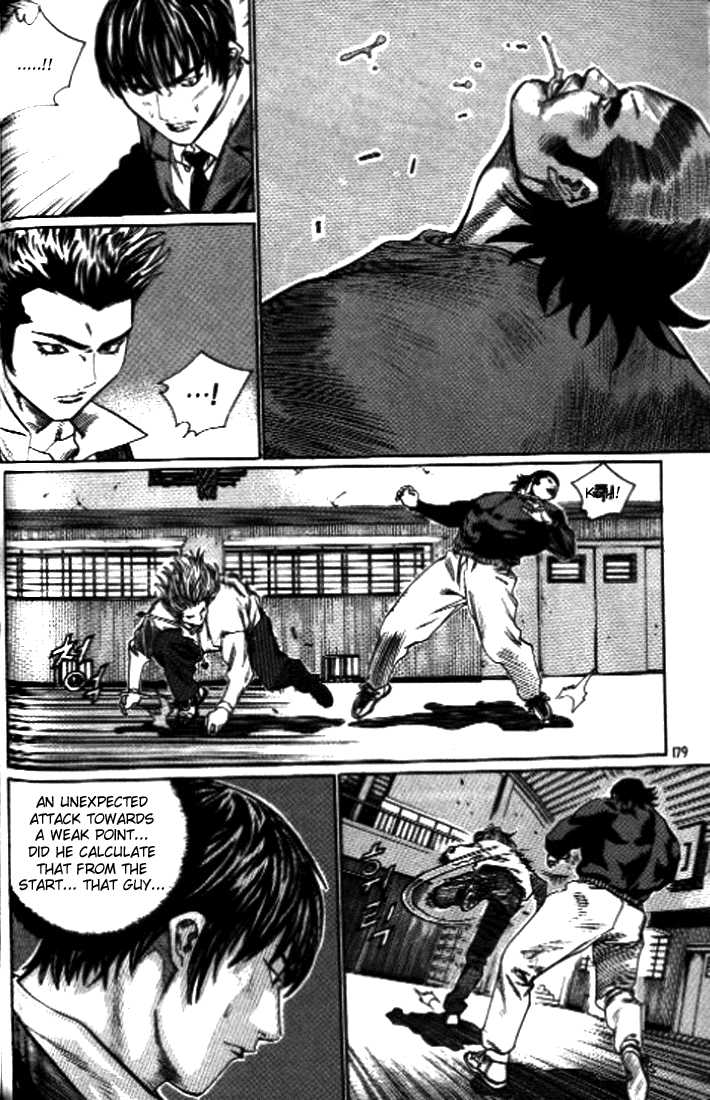 .....!!
...!
179
AN UNEXPECTED
ATTACK TOWARDS
A WEAK POINT...
DID HE CALCULATE
THAT FROM THE
START... THAT GUY...